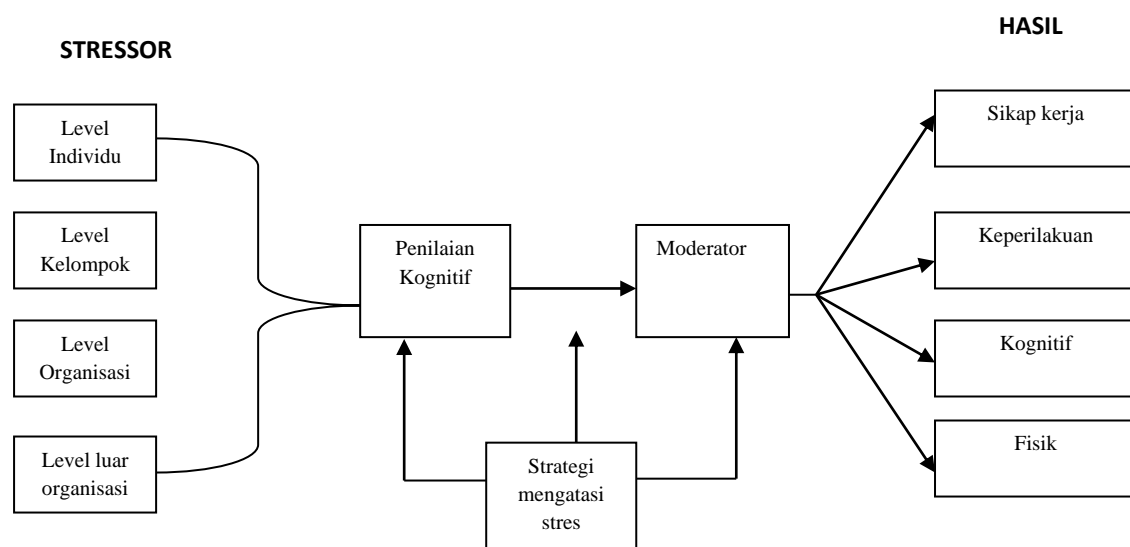 STRESSOR
HASIL
Level
Individu
Level
Kelompok
Level
Organisasi
Level luar
organisasi
Penilaian
Kognitif
Moderator
Strategi
mengatasi
stres
Sikap kerja
Keperilakuan
Kognitif
Fisik